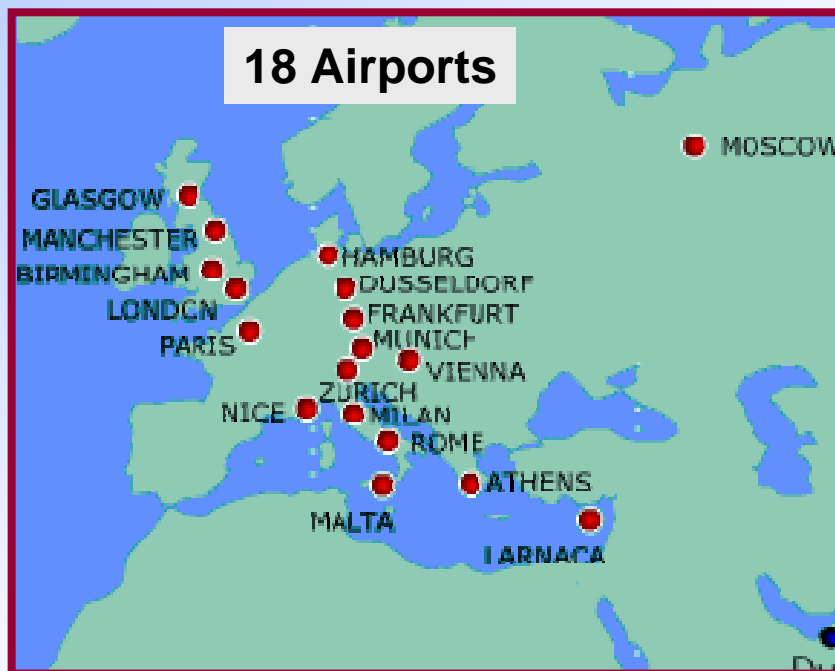 18 Airports
MOSCOW
GLASGOW
MANCHESTER
HAMBURG
BIRMINGHAM
DUSSELDORF
LONDON
FRANKFURT
PARIS
MUNICH
VIENNA
ZURICH
NICE
MILAN
ROME
ATHENS
MALTA
LARNACA